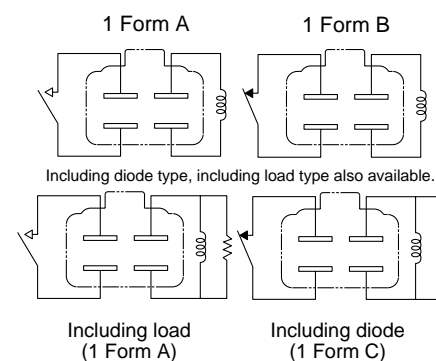 1 Form A
1 Form B
Including diode type, including load type also available.
Including load
(1 Form A)
Including diode
(1 Form C)